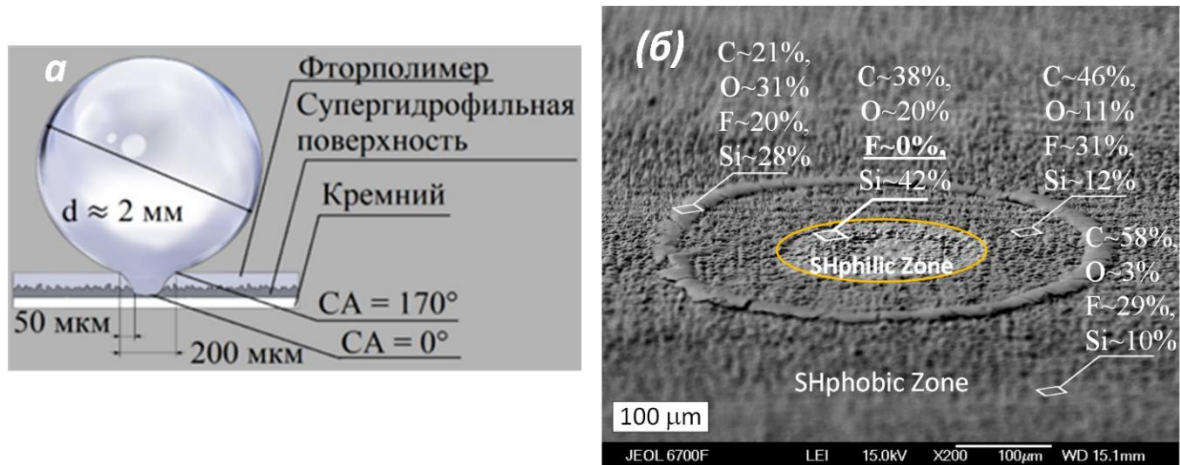 а
Фторполимер
Супергидрофильная
поверхность
Кремний
d ≈ 2 мм
CA = 170°
50 мкм
CA = 0°
200 мкм
(б)
C~21%,
O~31%
F~20%,
Si~28%
C~38%,
O~20%
F~0%,
Si~42%
C~46%,
O~11%
F~31%,
Si~12%
C~58%,
O~3%
F~29%,
Si~10%
SHphilic Zone
SHphobic Zone
100 μm
JEOL 6700F LEI 15.0kV X200 100μm WD 15.1mm